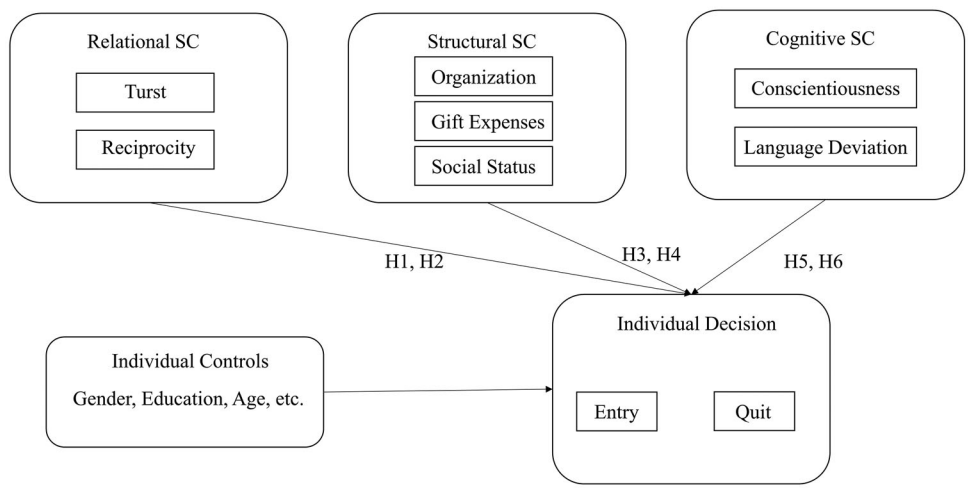 Relational SC
Turst
Reciprocity
Structural SC
Organization
Gift Expenses
Social Status
Cognitive SC
Conscientiousness
Language Deviation
H1, H2
H3, H4
H5, H6
Individual Controls
Gender, Education, Age, etc.
Individual Decision
Entry
Quit